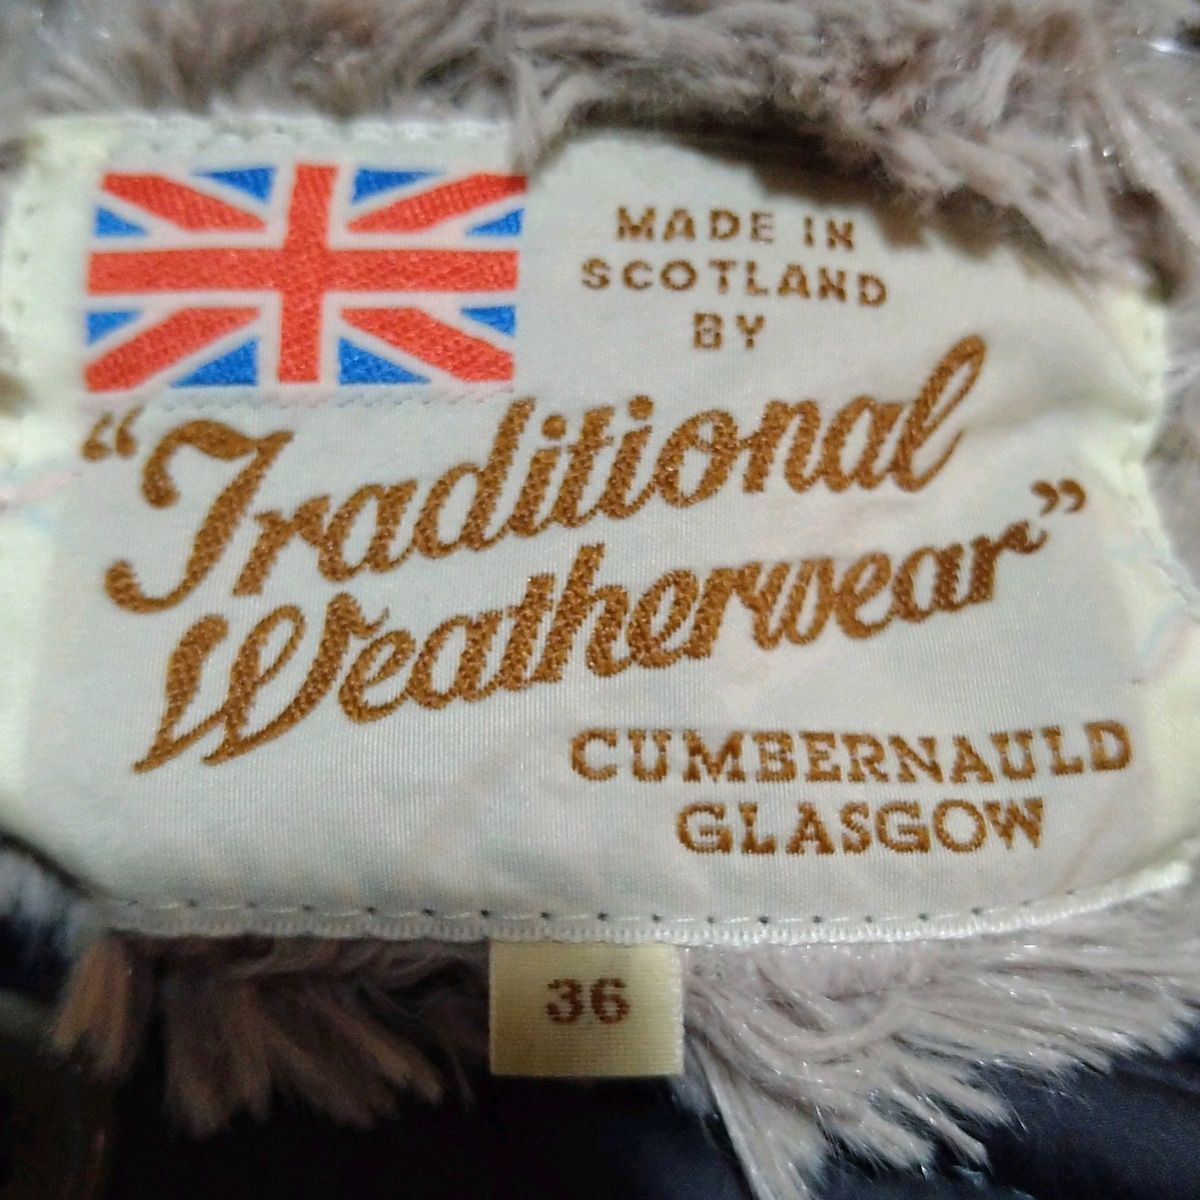 MADE IN
SCOTLAND
BY
“Traditional
Weatherwear”
CUMBERNAULD
GLASGOW
36